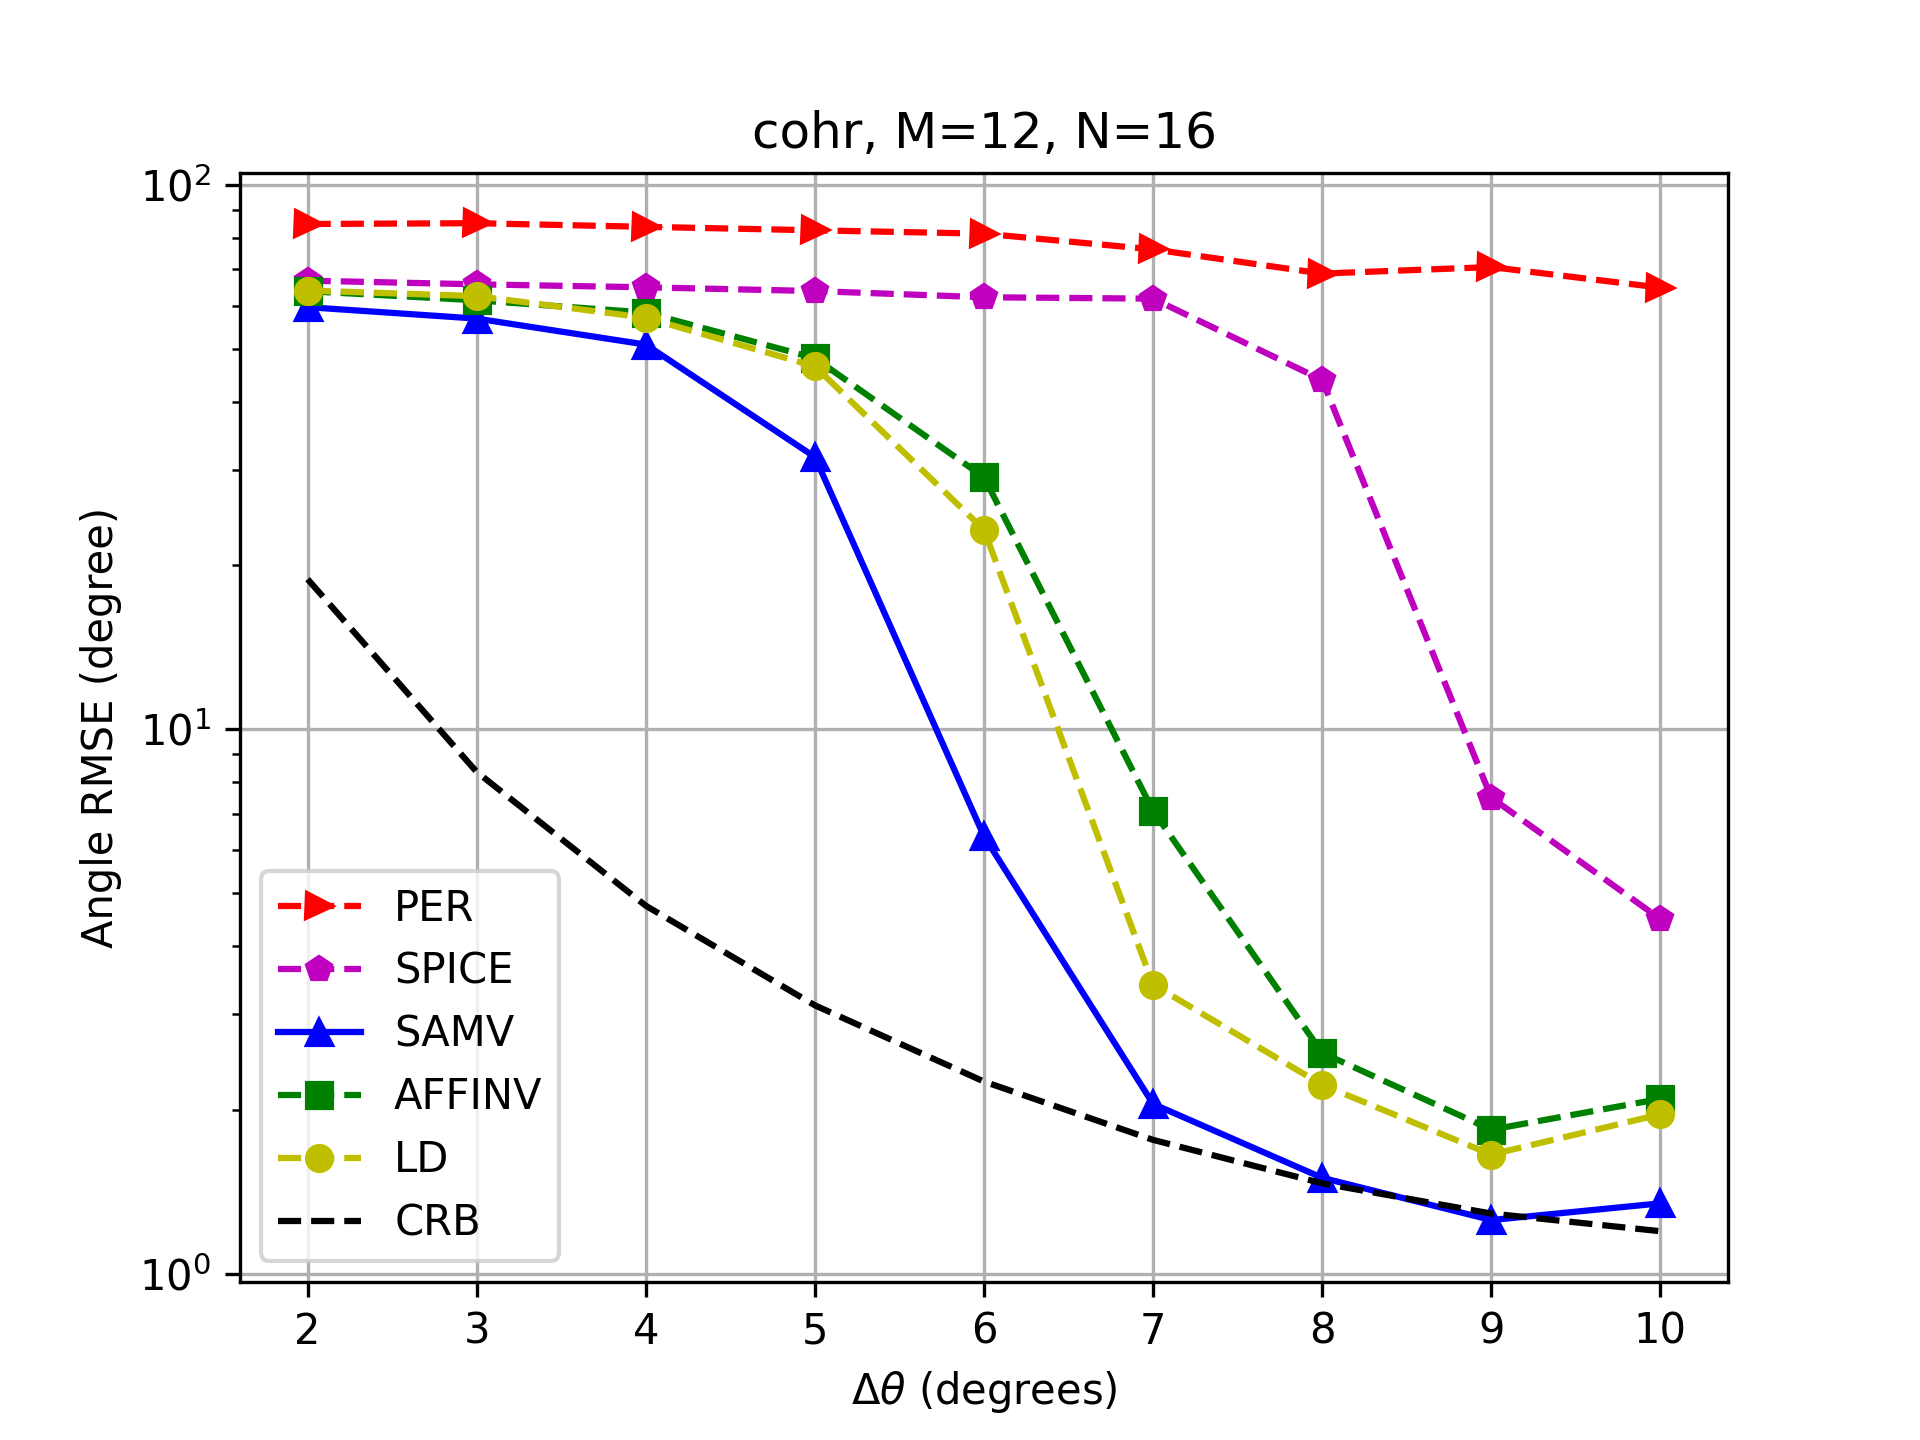 cohr, M=12, N=16
Angle RMSE (degree)
10²
10¹
10⁰
PER
SPICE
SAMV
AFFINV
LD
CRB
2 3 4 5 6 7 8 9 10
Δθ (degrees)